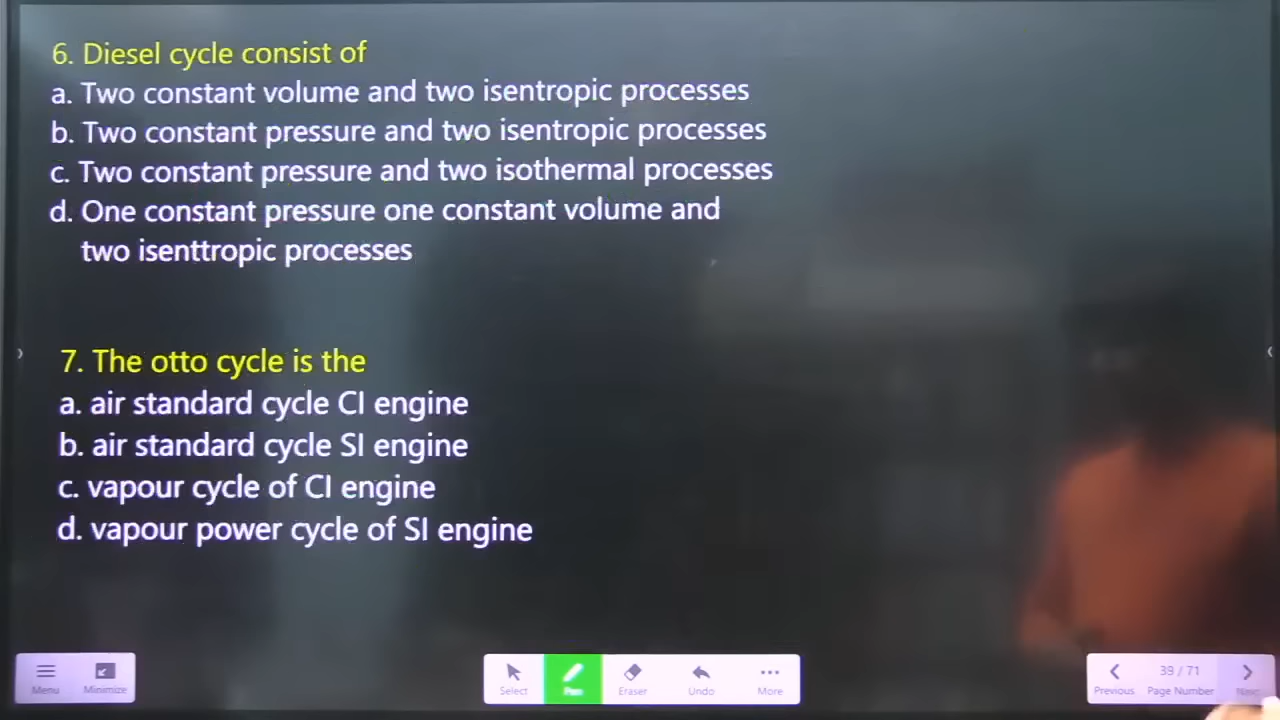 6. Diesel cycle consist of
a. Two constant volume and two isentropic processes
b. Two constant pressure and two isentropic processes
c. Two constant pressure and two isothermal processes
d. One constant pressure one constant volume and
two isenttropic processes
7. The otto cycle is the
a. air standard cycle CI engine
b. air standard cycle SI engine
c. vapour cycle of CI engine
d. vapour power cycle of SI engine
Menu Minimize Select Pen Eraser Undo More Previous 39 / 71 Page Number Next